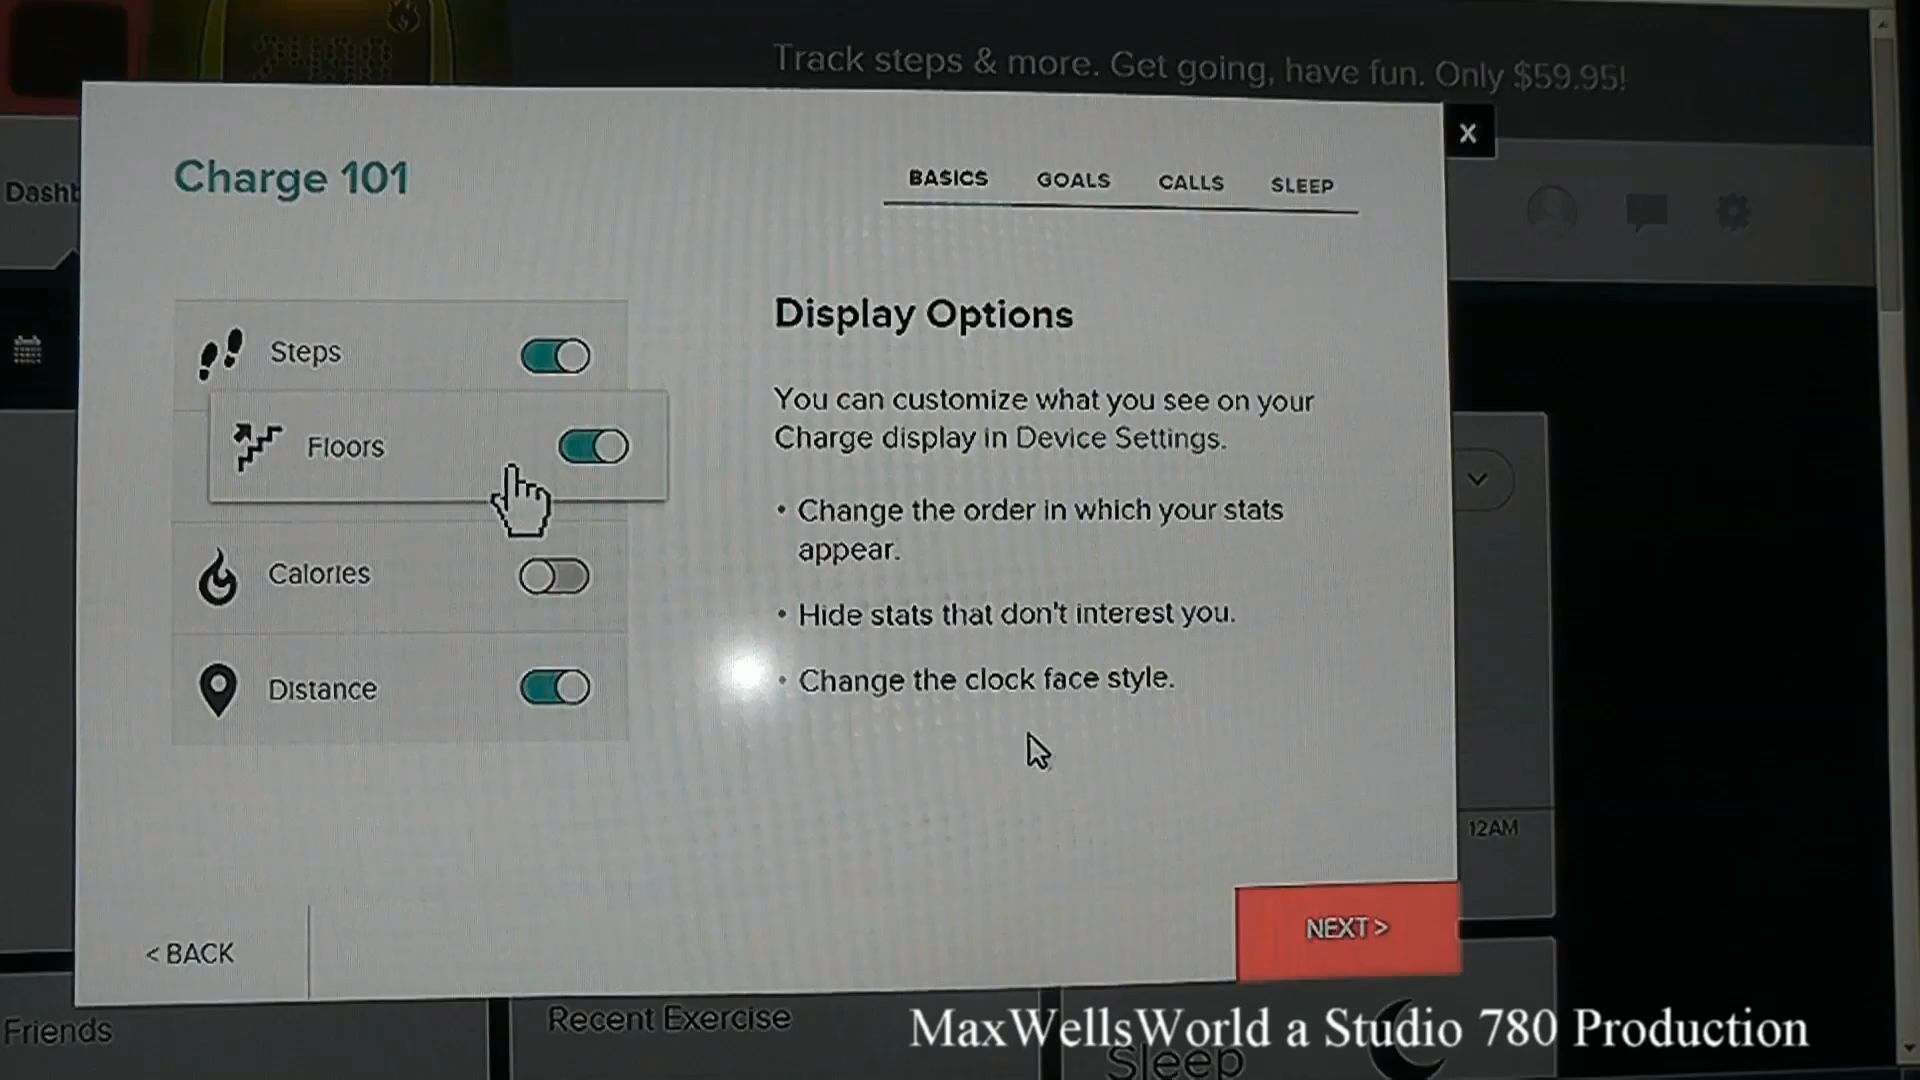 2498
Track steps & more. Get going, have fun. Only $59.95!
x
Charge 101
BASICS GOALS CALLS SLEEP
Dashb
Steps
Floors
Calories
Distance
Display Options
You can customize what you see on your
Charge display in Device Settings.
• Change the order in which your stats
appear.
• Hide stats that don't interest you.
• Change the clock face style.
12AM
< BACK
NEXT >
Friends
Recent Exercise
Sleep
MaxWellsWorld a Studio 780 Production